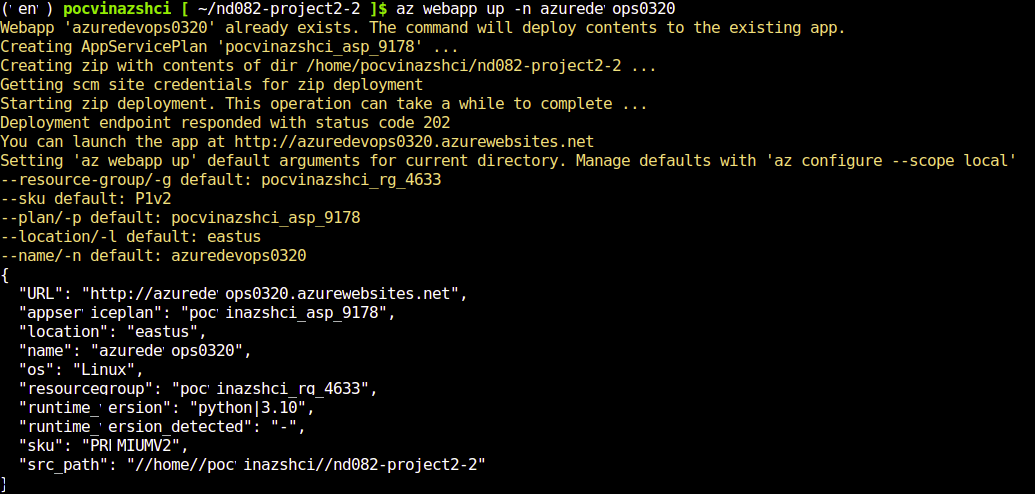 (venv) pocvinazshci [ ~/nd082-project2-2 ]$ az webapp up -n azuredevops0320
Webapp 'azuredevops0320' already exists. The command will deploy contents to the existing app.
Creating AppServicePlan 'pocvinazshci_asp_9178' ...
Creating zip with contents of dir /home/pocvinazshci/nd082-project2-2 ...
Getting scm site credentials for zip deployment
Starting zip deployment. This operation can take a while to complete ...
Deployment endpoint responded with status code 202
You can launch the app at http://azuredevops0320.azurewebsites.net
Setting 'az webapp up' default arguments for current directory. Manage defaults with 'az configure --scope local'
--resource-group/-g default: pocvinazshci_rg_4633
--sku default: P1v2
--plan/-p default: pocvinazshci_asp_9178
--location/-l default: eastus
--name/-n default: azuredevops0320
{
  "URL": "http://azuredevops0320.azurewebsites.net",
  "appserviceplan": "pocvinazshci_asp_9178",
  "location": "eastus",
  "name": "azuredevops0320",
  "os": "Linux",
  "resourcegroup": "pocvinazshci_rg_4633",
  "runtime_version": "python|3.10",
  "runtime_version_detected": "-",
  "sku": "PREMIUMV2",
  "src_path": "//home//pocvinazshci//nd082-project2-2"
}